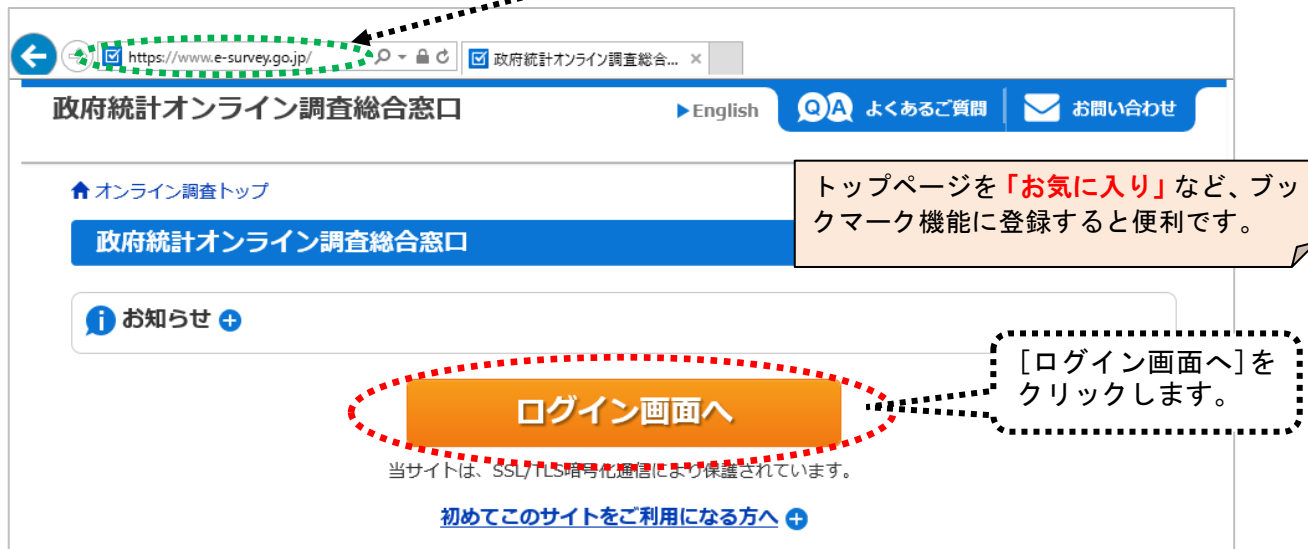 https://www.e-survey.go.jp/
政府統計オンライン調査総合... ×
政府統計オンライン調査総合窓口
▶English
QA よくあるご質問
お問い合わせ
オンライン調査トップ
トップページを「お気に入り」など、ブッ
クマーク機能に登録すると便利です。
政府統計オンライン調査総合窓口
お知らせ
[ログイン画面へ]を
クリックします。
ログイン画面へ
当サイトは、SSL/TLS暗号化通信により保護されています。
初めてこのサイトをご利用になる方へ